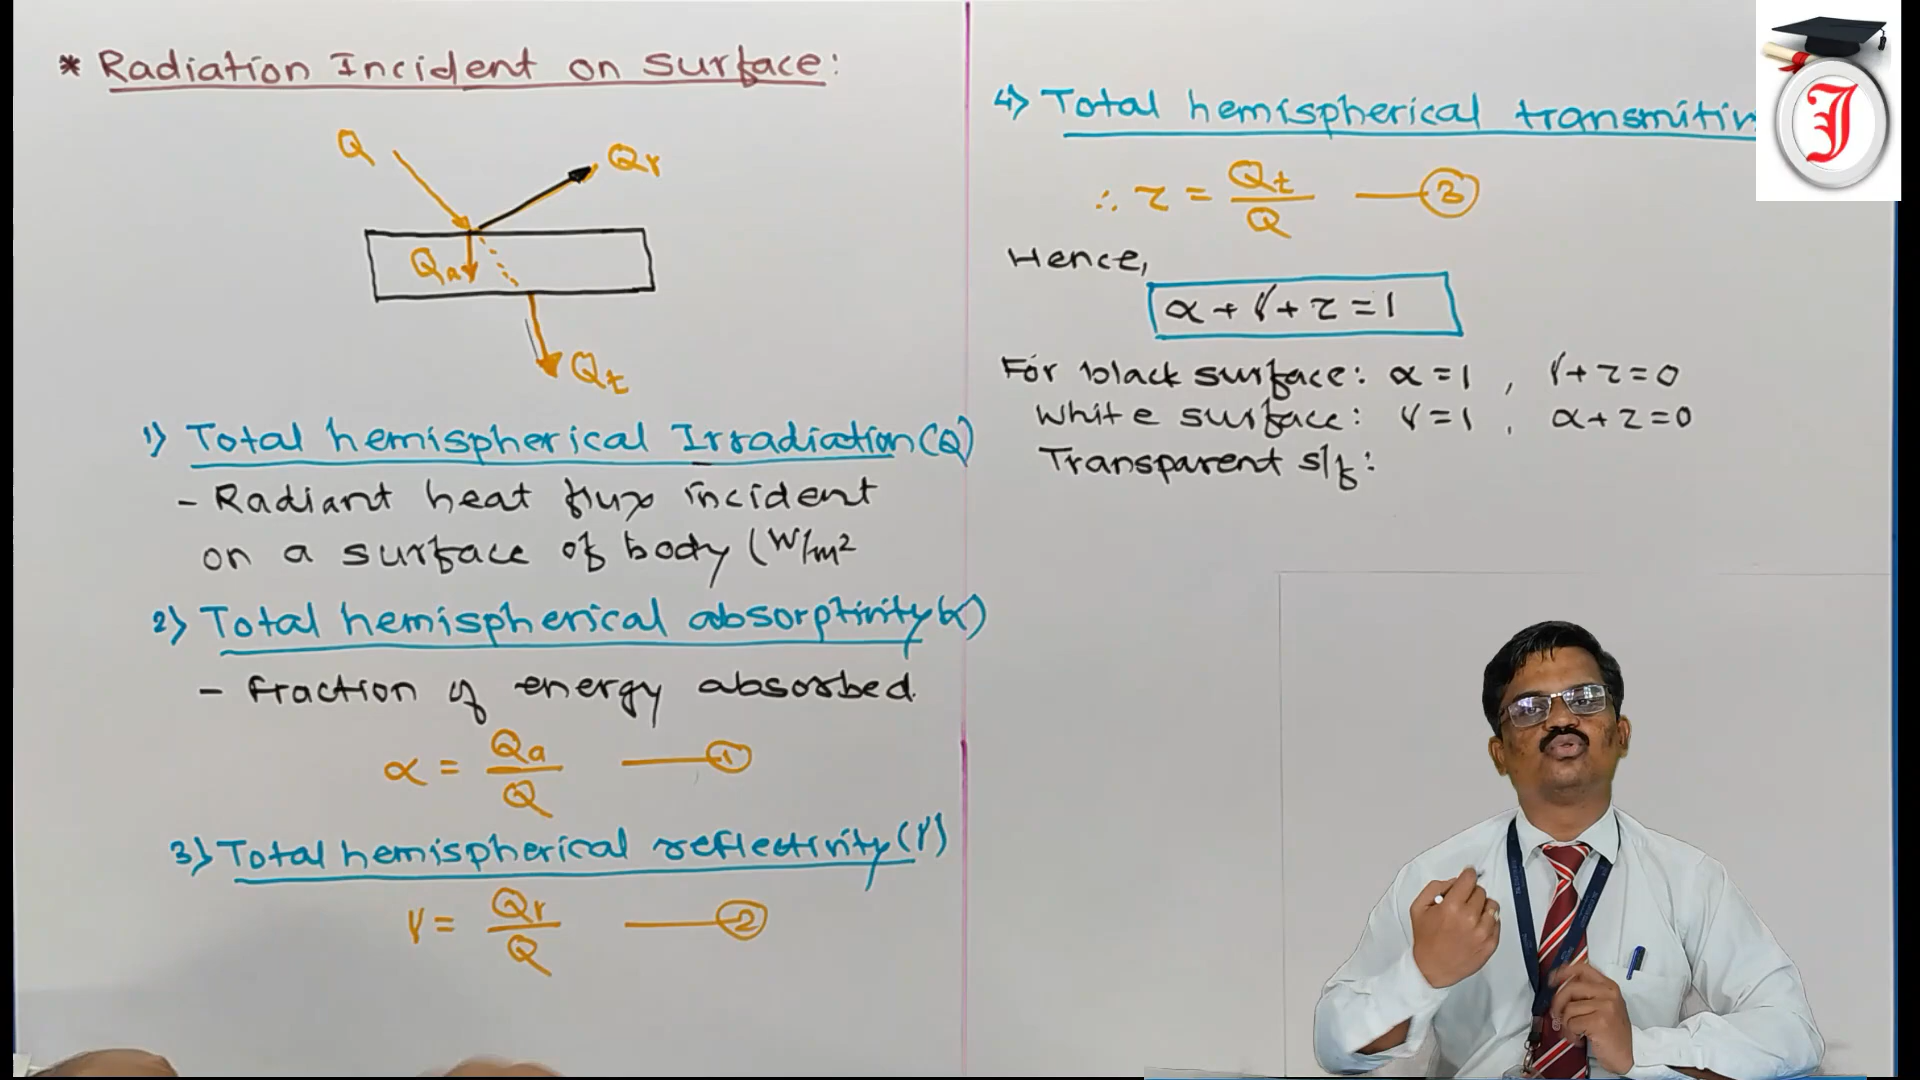 * Radiation Incident on surface:
Q
Qr
Qa
Qt
1) Total hemispherical Irradiation(Q)
- Radiant heat flux incident
on a surface of body (W/m²
2) Total hemispherical absorptivity(α)
- fraction of energy absorbed.
α = Qa/Q —— 1
3) Total hemispherical reflectivity(r)
r = Qr/Q —— 2
4) Total hemispherical
∴ τ = Qt/Q —— 3
Hence,
α + r + τ = 1
For black surface: α = 1 , r + τ = 0
White surface: r = 1 , α + τ = 0
Transparent s/f:
J